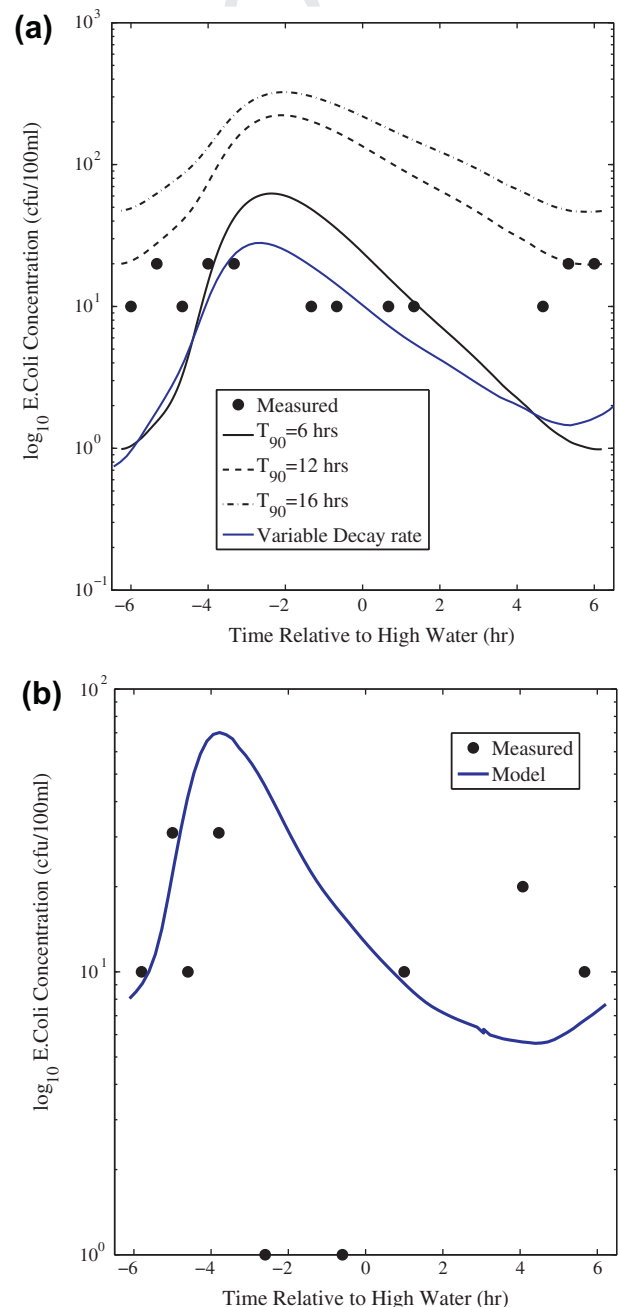 (a)
10^3
10^2
10^1
10^0
10^-1
log10 E.Coli Concentration (cfu/100ml)
Measured
T90=6 hrs
T90=12 hrs
T90=16 hrs
Variable Decay rate
−6 −4 −2 0 2 4 6
Time Relative to High Water (hr)
(b)
10^2
10^1
10^0
log10 E.Coli Concentration (cfu/100ml)
Measured
Model
−6 −4 −2 0 2 4 6
Time Relative to High Water (hr)